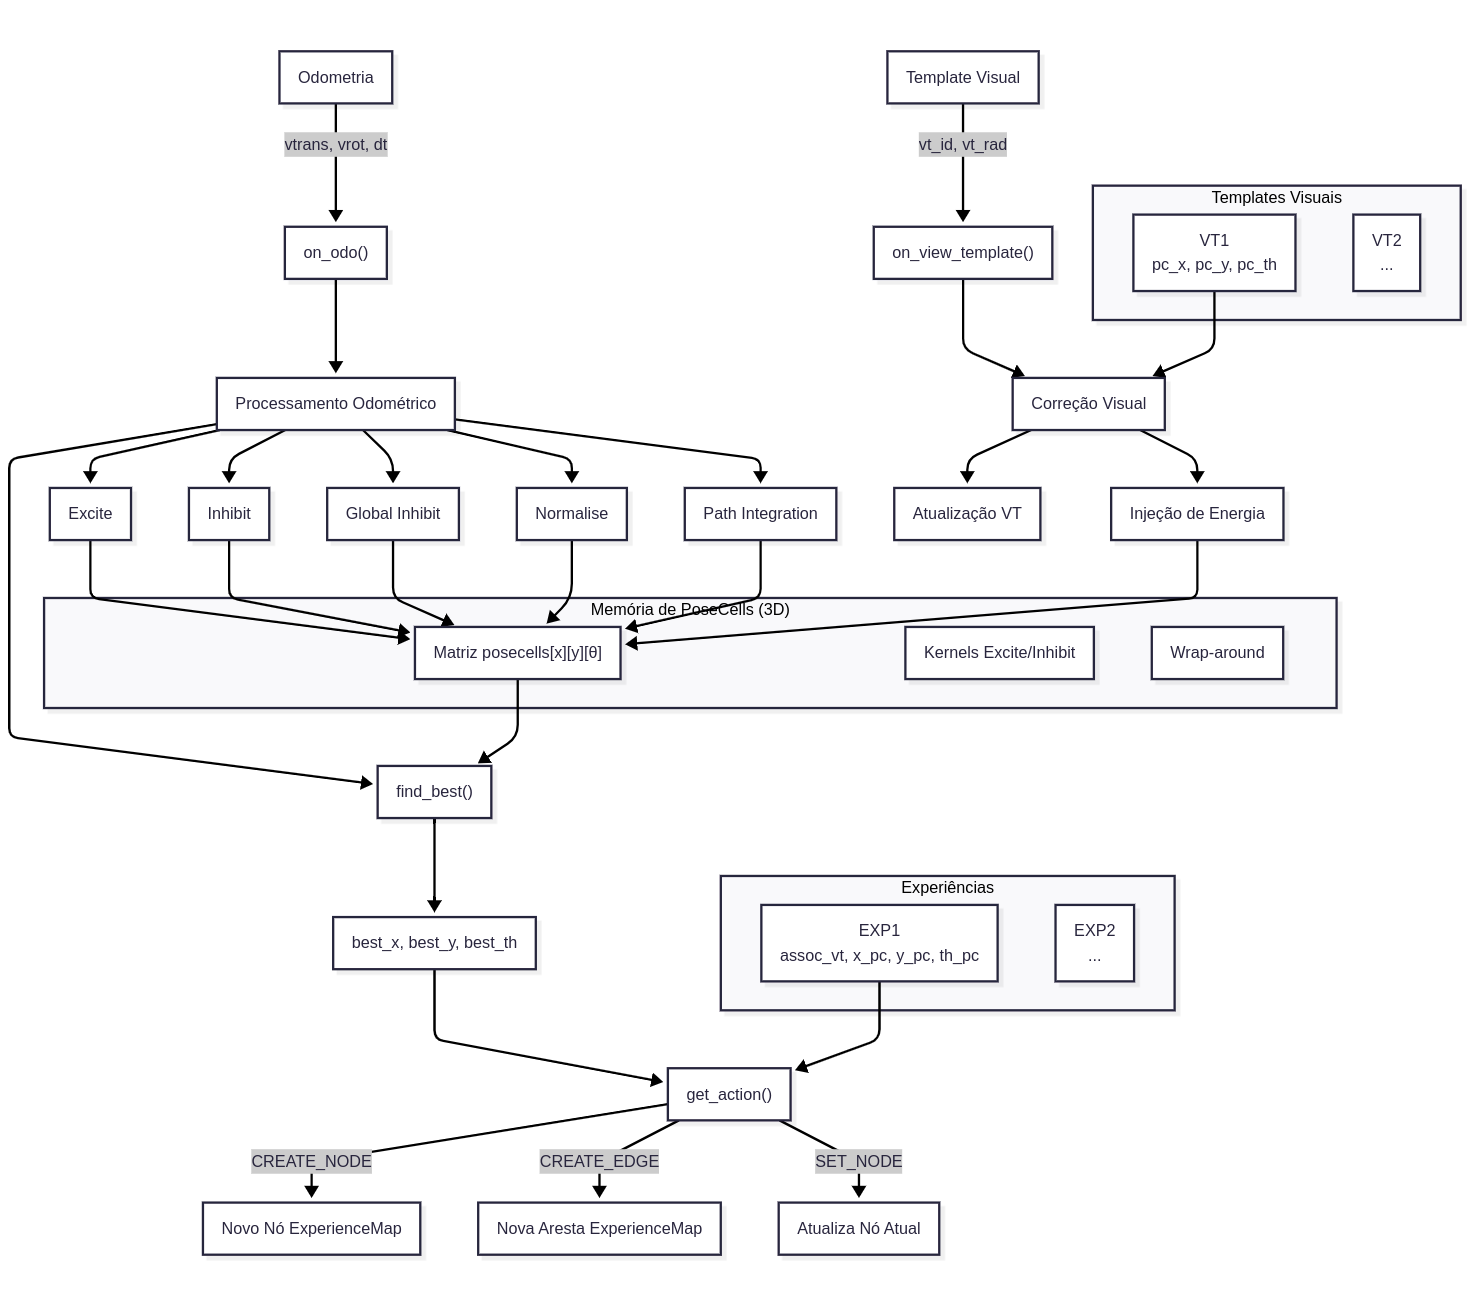 Odometria
Template Visual
vtrans, vrot, dt
vt_id, vt_rad
Templates Visuais
VT1
pc_x, pc_y, pc_th
VT2
...
on_odo()
on_view_template()
Processamento Odométrico
Correção Visual
Excite
Inhibit
Global Inhibit
Normalise
Path Integration
Atualização VT
Injeção de Energia
Memória de PoseCells (3D)
Matriz posecells[x][y][θ]
Kernels Excite/Inhibit
Wrap-around
find_best()
Experiências
EXP1
assoc_vt, x_pc, y_pc, th_pc
EXP2
...
best_x, best_y, best_th
get_action()
CREATE_NODE
CREATE_EDGE
SET_NODE
Novo Nó ExperienceMap
Nova Aresta ExperienceMap
Atualiza Nó Atual